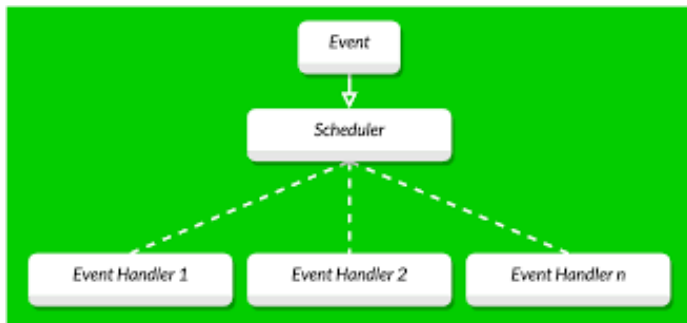 Event
Scheduler
Event Handler 1
Event Handler 2
Event Handler n